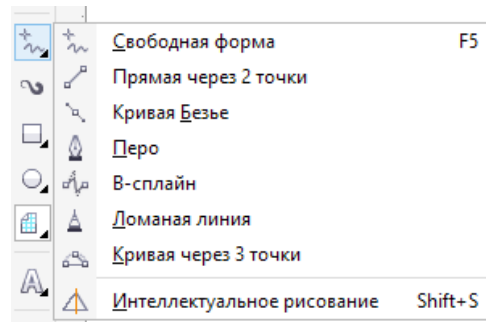 Свободная форма F5
Прямая через 2 точки
Кривая Безье
Перо
В-сплайн
Ломаная линия
Кривая через 3 точки
Интеллектуальное рисование Shift+S